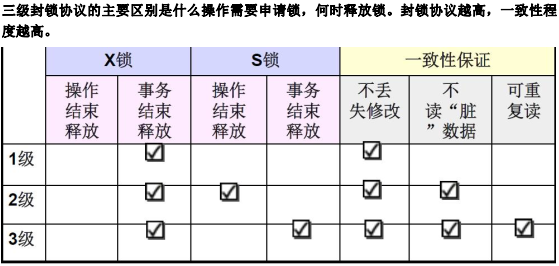 三级封锁协议的主要区别是什么操作需要申请锁，何时释放锁。封锁协议越高，一致性程
度越高。
X锁 S锁 一致性保证
操作结束释放 事务结束释放 操作结束释放 事务结束释放 不丢失修改 不读“脏”数据 可重复读
1级
2级
3级